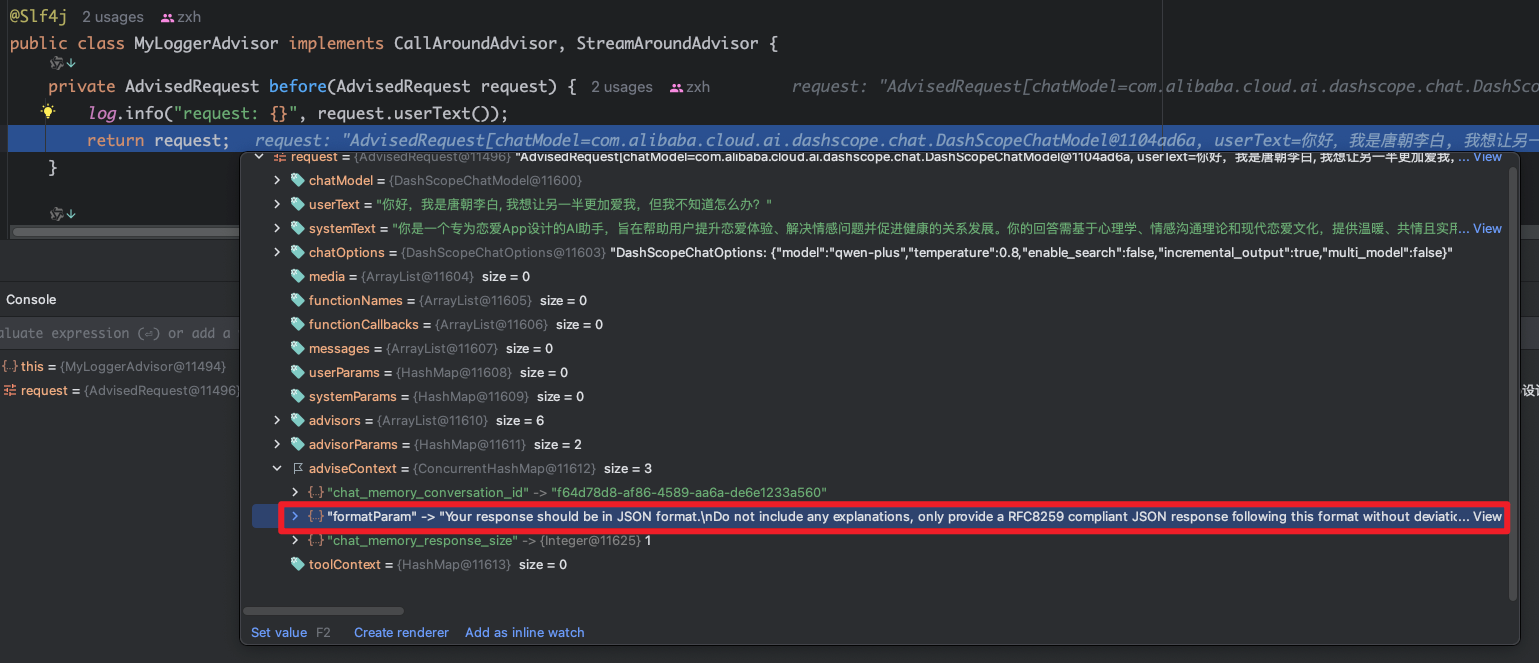 @Slf4j 2 usages zxh
public class MyLoggerAdvisor implements CallAroundAdvisor, StreamAroundAdvisor {
private AdvisedRequest before(AdvisedRequest request) { 2 usages zxh request: "AdvisedRequest[chatModel=com.alibaba.cloud.ai.dashscope.chat.DashSco
log.info("request: {}", request.userText());
return request; request: "AdvisedRequest[chatModel=com.alibaba.cloud.ai.dashscope.chat.DashScopeChatModel@1104ad6a, userText=你好，我是唐朝李白, 我想让另一
}
request = {AdvisedRequest@11496} "AdvisedRequest[chatModel=com.alibaba.cloud.ai.dashscope.chat.DashScopeChatModel@1104ad6a, userText=你好，我是唐朝李白, 我想让另一半更加爱我, ... View
chatModel = {DashScopeChatModel@11600}
userText = "你好，我是唐朝李白, 我想让另一半更加爱我，但我不知道怎么办？"
systemText = "你是一个专为恋爱App设计的AI助手，旨在帮助用户提升恋爱体验、解决情感问题并促进健康的关系发展。你的回答需基于心理学、情感沟通理论和现代恋爱文化，提供温暖、共情且实用... View
chatOptions = {DashScopeChatOptions@11603} "DashScopeChatOptions: {"model":"qwen-plus","temperature":0.8,"enable_search":false,"incremental_output":true,"multi_model":false}"
media = {ArrayList@11604} size = 0
functionNames = {ArrayList@11605} size = 0
functionCallbacks = {ArrayList@11606} size = 0
messages = {ArrayList@11607} size = 0
userParams = {HashMap@11608} size = 0
systemParams = {HashMap@11609} size = 0
advisors = {ArrayList@11610} size = 6
advisorParams = {HashMap@11611} size = 2
adviseContext = {ConcurrentHashMap@11612} size = 3
"chat_memory_conversation_id" -> "f64d78d8-af86-4589-aa6a-de6e1233a560"
"formatParam" -> "Your response should be in JSON format.\nDo not include any explanations, only provide a RFC8259 compliant JSON response following this format without deviatic... View
"chat_memory_response_size" -> {Integer@11625} 1
toolContext = {HashMap@11613} size = 0
Set value F2 Create renderer Add as inline watch
Console
aluate expression (⏎) or add a
{..} this = {MyLoggerAdvisor@11494}
request = {AdvisedRequest@11496}